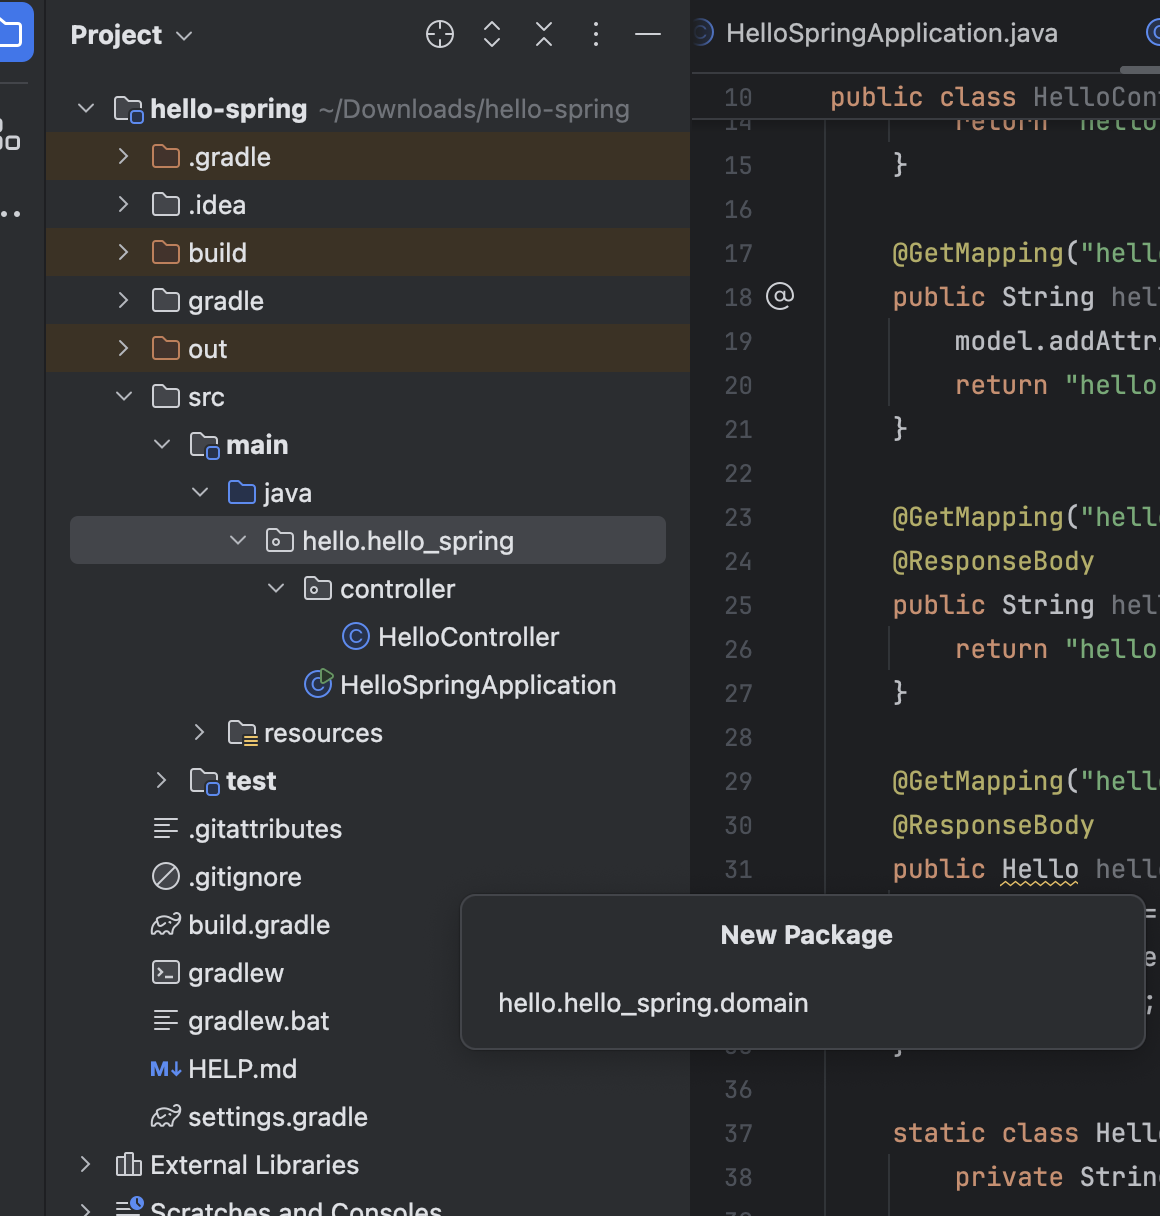 Project
hello-spring ~/Downloads/hello-spring
.gradle
.idea
build
gradle
out
src
main
java
hello.hello_spring
controller
HelloController
HelloSpringApplication
resources
test
.gitattributes
.gitignore
build.gradle
gradlew
gradlew.bat
M↓ HELP.md
settings.gradle
External Libraries
Scratches and Consoles
HelloSpringApplication.java
10 public class HelloCont
14 return "hello
15 }
16
17 @GetMapping("hell
18 @ public String hel
19 model.addAttr
20 return "hello
21 }
22
23 @GetMapping("hell
24 @ResponseBody
25 public String hel
26 return "hello
27 }
28
29 @GetMapping("hell
30 @ResponseBody
31 public Hello hell
=
e
;
36
37 static class Hell
38 private Strin
New Package
hello.hello_spring.domain